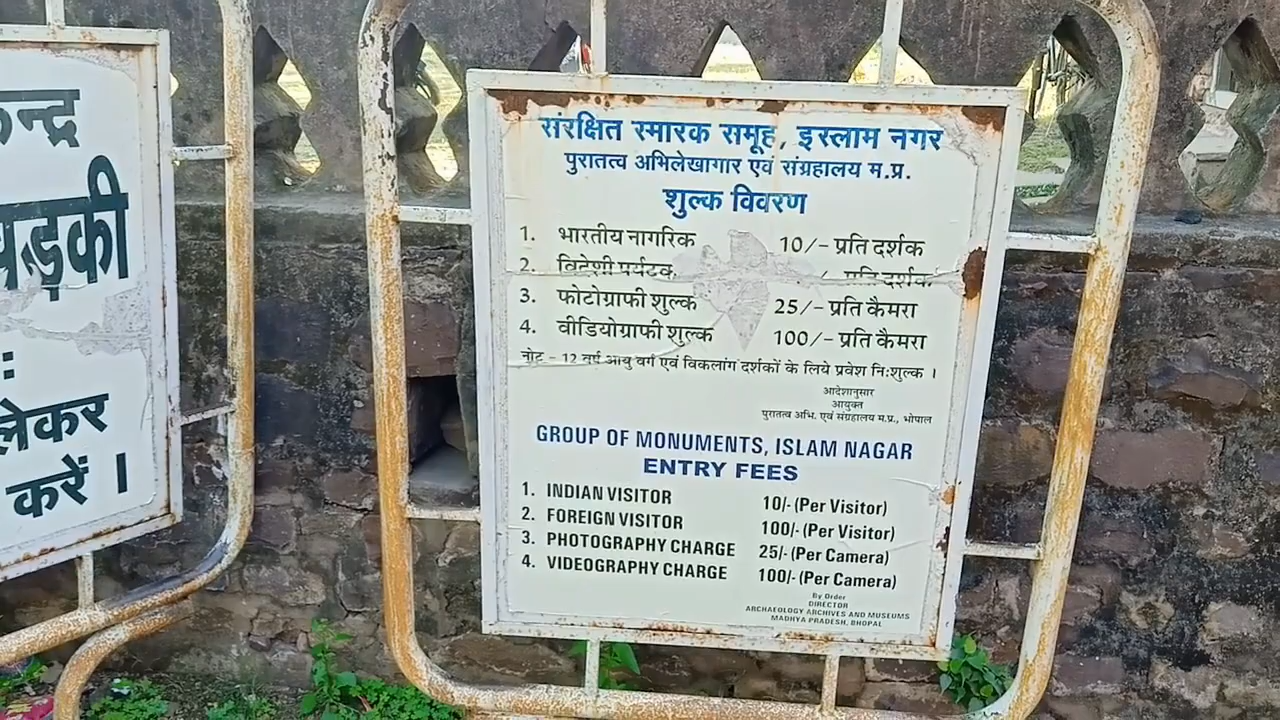 केन्द्र
खिड़की
:
लेकर
करें ।
संरक्षित स्मारक समूह, इस्लाम नगर
पुरातत्व अभिलेखागार एवं संग्रहालय म.प्र.
शुल्क विवरण
1. भारतीय नागरिक 10/- प्रति दर्शक
2. विदेशी पर्यटक / प्रति दर्शक
3. फोटोग्राफी शुल्क 25/- प्रति कैमरा
4. वीडियोग्राफी शुल्क 100/- प्रति कैमरा
नोट - 12 वर्ष आयु वर्ग एवं विकलांग दर्शकों के लिये प्रवेश नि:शुल्क ।
आदेशानुसार
आयुक्त
पुरातत्व अभि. एवं संग्रहालय म.प्र., भोपाल
GROUP OF MONUMENTS, ISLAM NAGAR
ENTRY FEES
1. INDIAN VISITOR 10/- (Per Visitor)
2. FOREIGN VISITOR 100/- (Per Visitor)
3. PHOTOGRAPHY CHARGE 25/- (Per Camera)
4. VIDEOGRAPHY CHARGE 100/- (Per Camera)
By Order
DIRECTOR
ARCHAEOLOGY ARCHIVES AND MUSEUMS
MADHYA PRADESH, BHOPAL